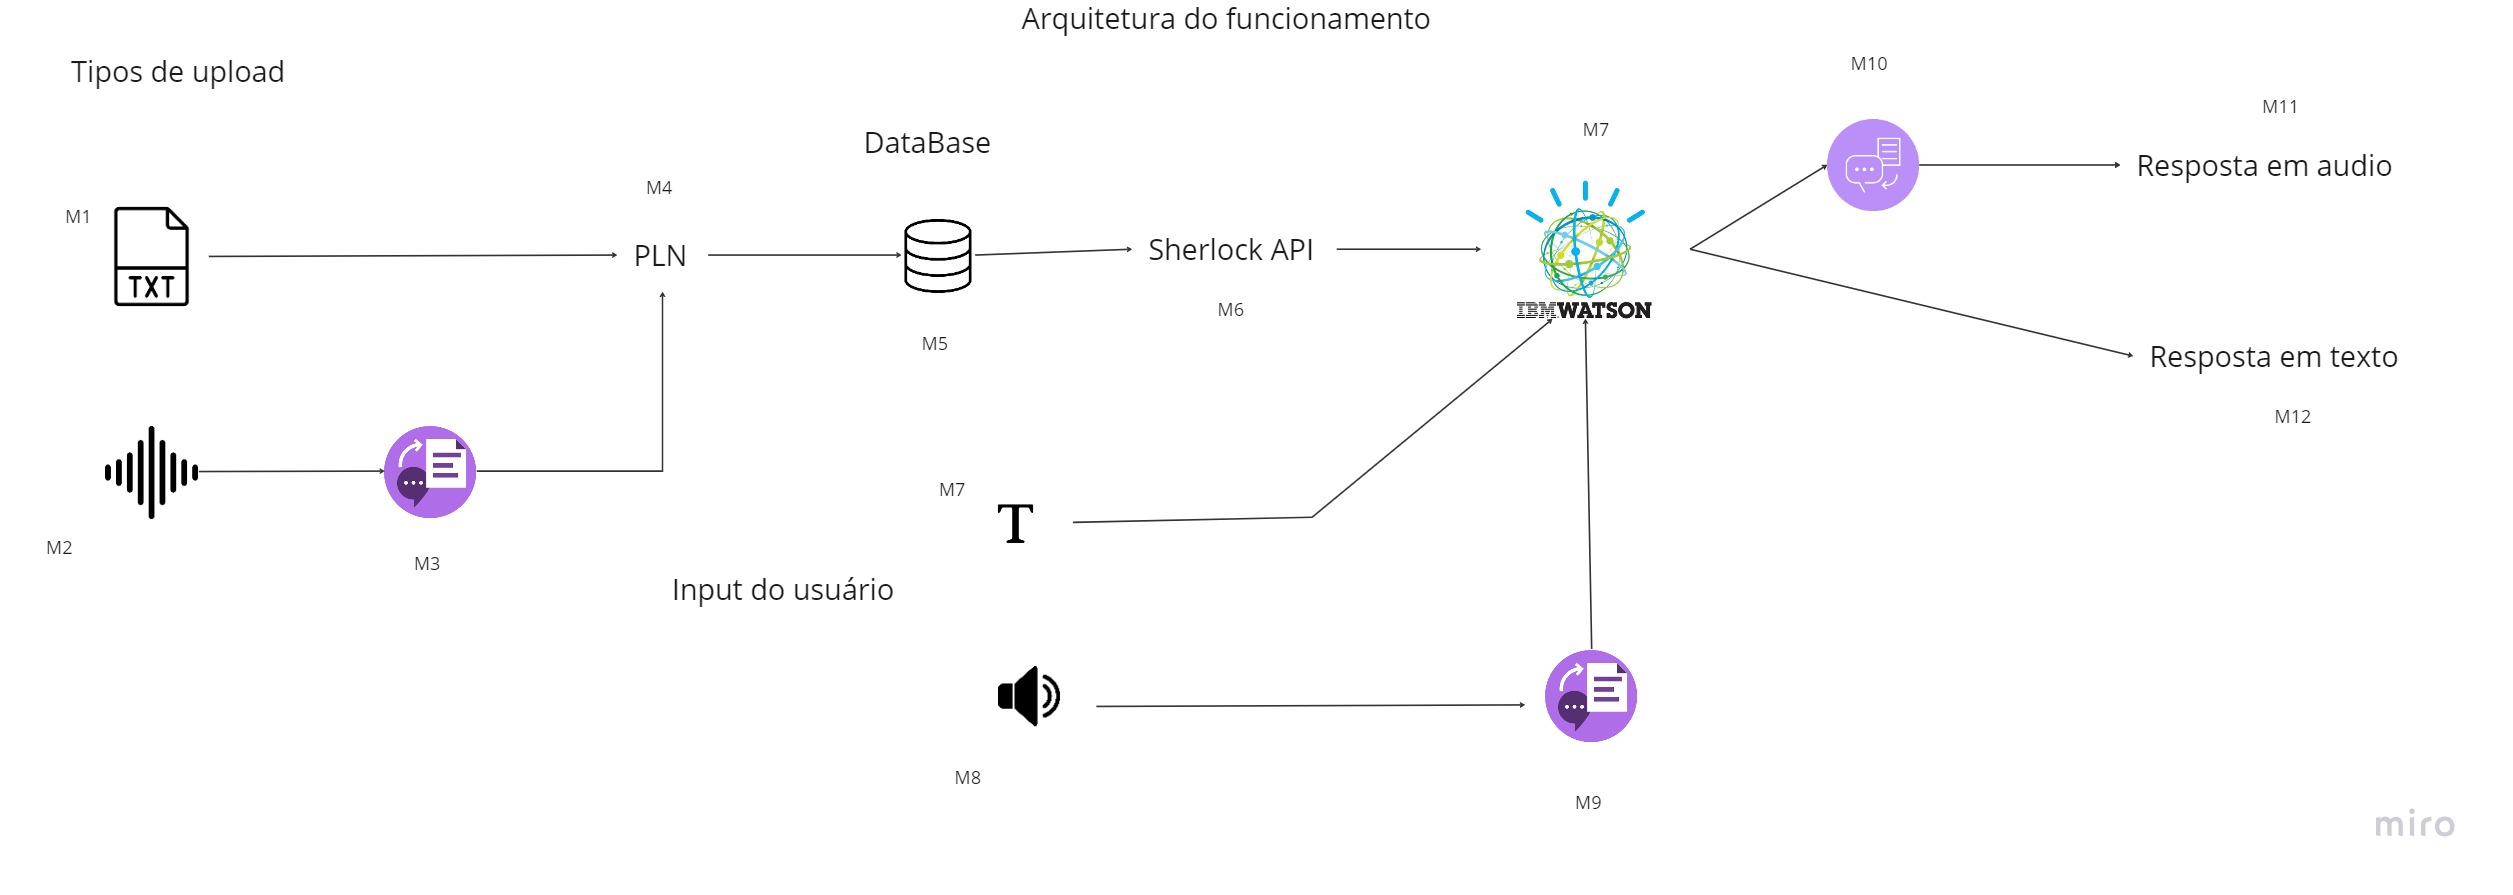 Arquitetura do funcionamento
Tipos de upload
M10
M11
M7
DataBase
Resposta em audio
M4
M1
PLN
Sherlock API
TXT
IBM WATSON
M6
M5
Resposta em texto
M12
M7
T
M2
M3
Input do usuário
M8
M9
miro